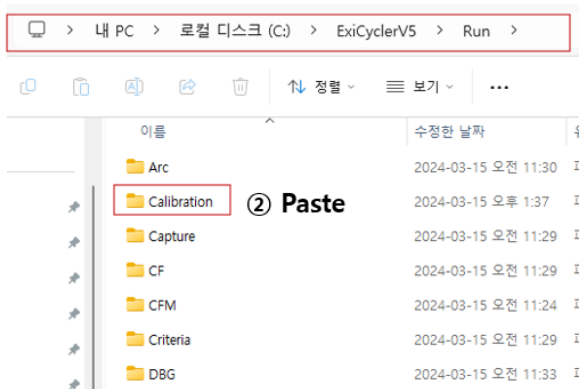 내 PC > 로컬 디스크 (C:) > ExiCyclerV5 > Run >
정렬 보기 ...
이름 수정한 날짜
Arc 2024-03-15 오전 11:30
Calibration ② Paste 2024-03-15 오후 1:37
Capture 2024-03-15 오전 11:29
CF 2024-03-15 오전 11:29
CFM 2024-03-15 오전 11:24
Criteria 2024-03-15 오전 11:29
DBG 2024-03-15 오전 11:33